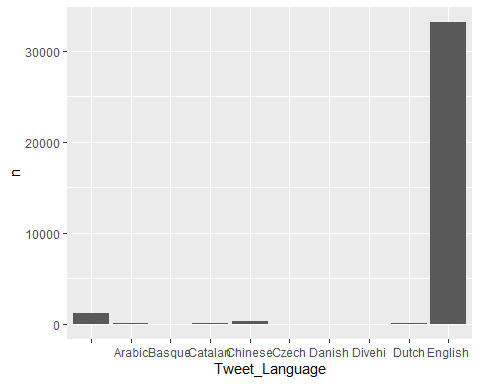 30000
20000
10000
0
n
Arabic Basque Catalan Chinese Czech Danish Divehi Dutch English
Tweet_Language